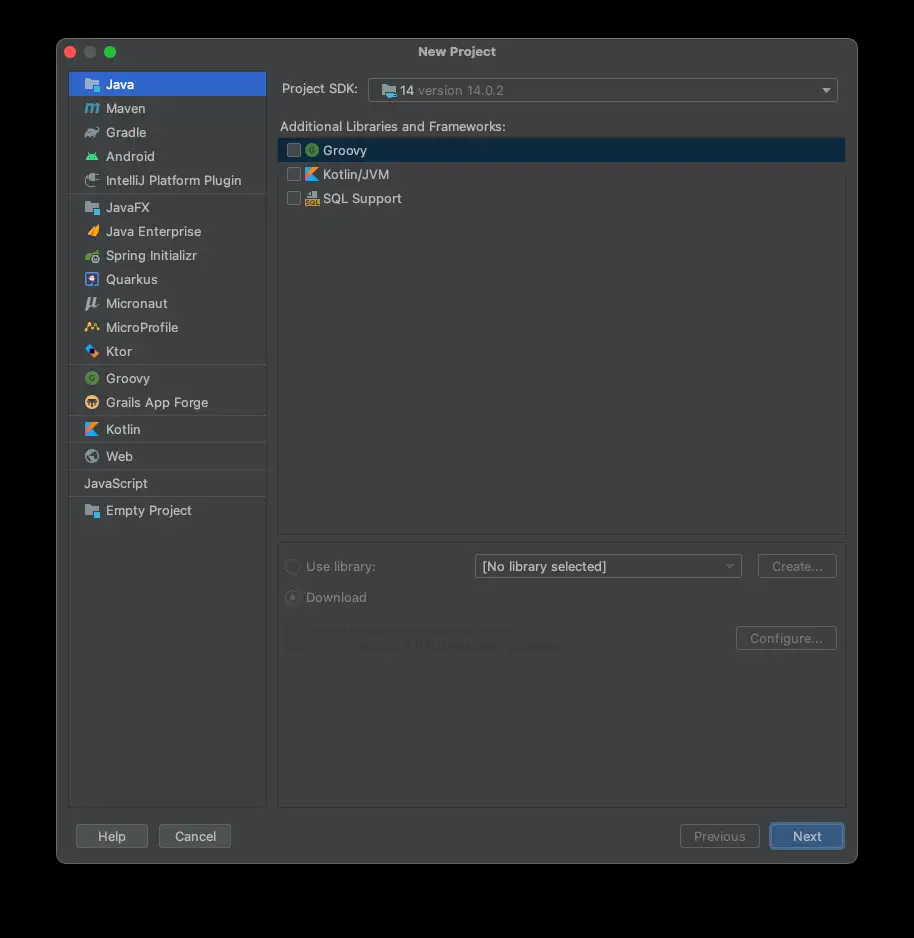 New Project
Java
Maven
Gradle
Android
IntelliJ Platform Plugin
JavaFX
Java Enterprise
Spring Initializr
Quarkus
Micronaut
MicroProfile
Ktor
Groovy
Grails App Forge
Kotlin
Web
JavaScript
Empty Project
Project SDK: 14 version 14.0.2
Additional Libraries and Frameworks:
Groovy
Kotlin/JVM
SQL Support
Use library: [No library selected] Create...
Download
Configure...
Help Cancel Previous Next